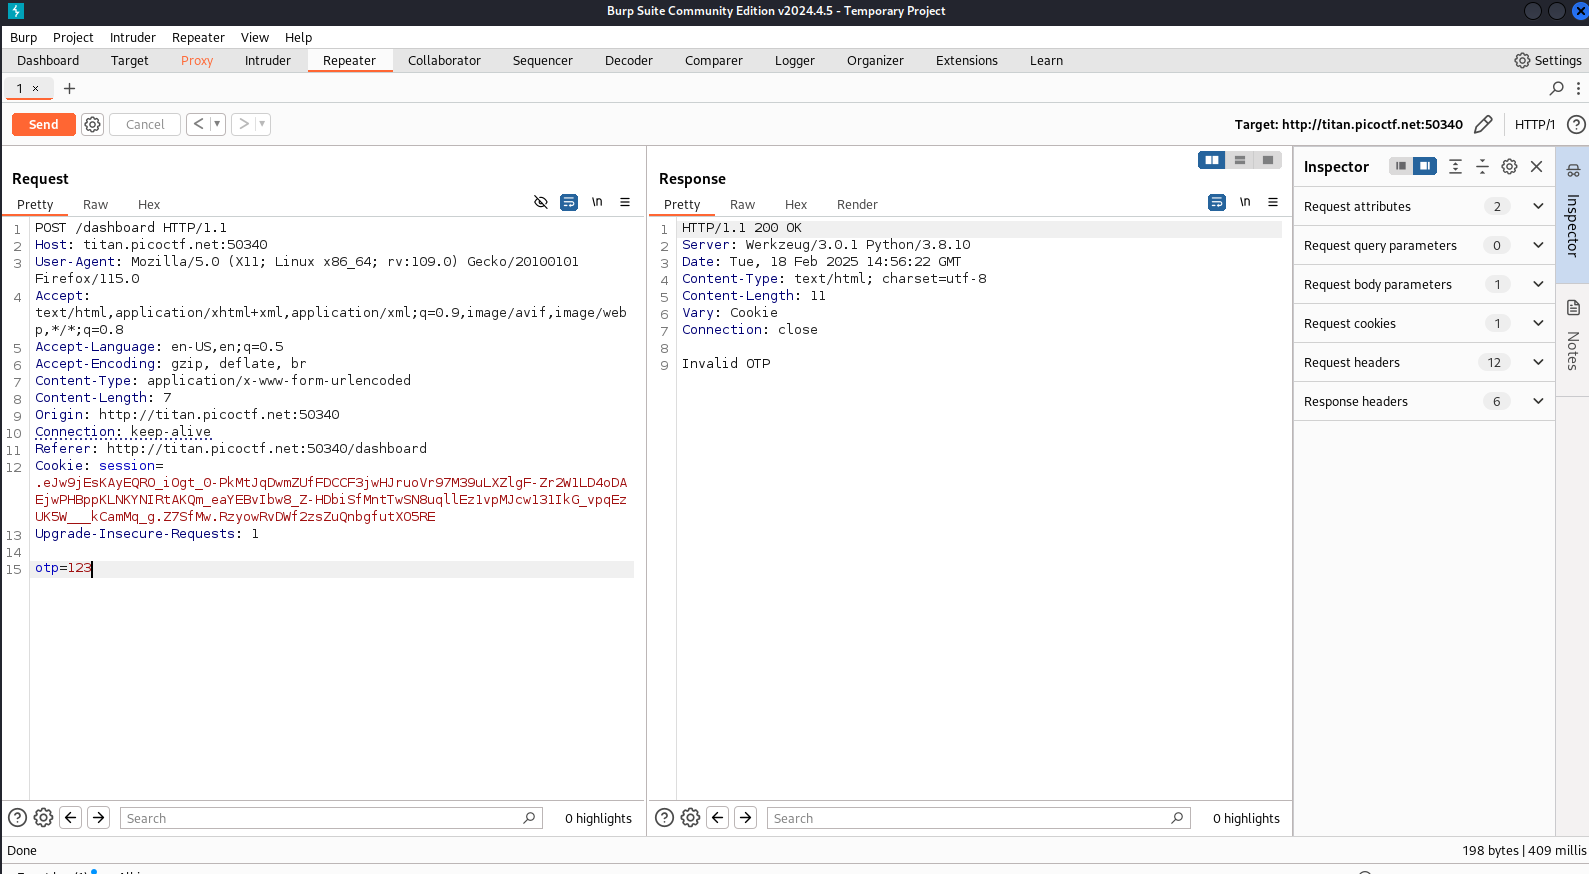 Burp Suite Community Edition v2024.4.5 - Temporary Project
Burp Project Intruder Repeater View Help
Dashboard Target Proxy Intruder Repeater Collaborator Sequencer Decoder Comparer Logger Organizer Extensions Learn Settings
1 × +
Send Cancel < > Target: http://titan.picoctf.net:50340 HTTP/1
Request
Pretty Raw Hex \n
1 POST /dashboard HTTP/1.1
2 Host: titan.picoctf.net:50340
3 User-Agent: Mozilla/5.0 (X11; Linux x86_64; rv:109.0) Gecko/20100101
Firefox/115.0
4 Accept:
text/html,application/xhtml+xml,application/xml;q=0.9,image/avif,image/web
p,*/*;q=0.8
5 Accept-Language: en-US,en;q=0.5
6 Accept-Encoding: gzip, deflate, br
7 Content-Type: application/x-www-form-urlencoded
8 Content-Length: 7
9 Origin: http://titan.picoctf.net:50340
10 Connection: keep-alive
11 Referer: http://titan.picoctf.net:50340/dashboard
12 Cookie: session=
.eJw9jEsKAyEQRO_iOgt_0-PkMtJqDwmZUfFDCCF3jwHJruoVr97M39uLXZlgF-Zr2W1LD4oDA
EjwPHBppKLNKYNIRtAKQm_eaYEBvIbw8_Z-HDbiSfMntTwSN8uqllEz1vpMJcw131IkG_vpqEz
UK5W___kCamMq_g.Z7SfMw.RzyowRvDWf2zsZuQnbgfutXO5RE
13 Upgrade-Insecure-Requests: 1
14
15 otp=123
Search 0 highlights
Response
Pretty Raw Hex Render \n
1 HTTP/1.1 200 OK
2 Server: Werkzeug/3.0.1 Python/3.8.10
3 Date: Tue, 18 Feb 2025 14:56:22 GMT
4 Content-Type: text/html; charset=utf-8
5 Content-Length: 11
6 Vary: Cookie
7 Connection: close
8
9 Invalid OTP
Search 0 highlights
Inspector
Request attributes 2
Request query parameters 0
Request body parameters 1
Request cookies 1
Request headers 12
Response headers 6
Inspector
Notes
Done 198 bytes | 409 millis